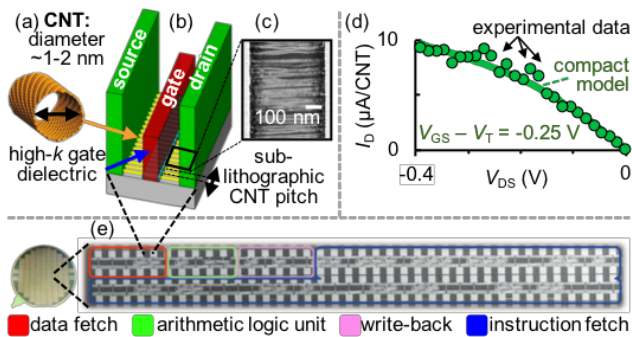 (a) CNT:
diameter
~1-2 nm
high-k gate
dielectric
(b)
source
gate
drain
sub-
lithographic
CNT pitch
(c)
100 nm
(d)
10
0
I_D (µA/CNT)
experimental data
compact
model
V_GS – V_T = -0.25 V
-0.4
V_DS (V)
0
(e)
data fetch
arithmetic logic unit
write-back
instruction fetch